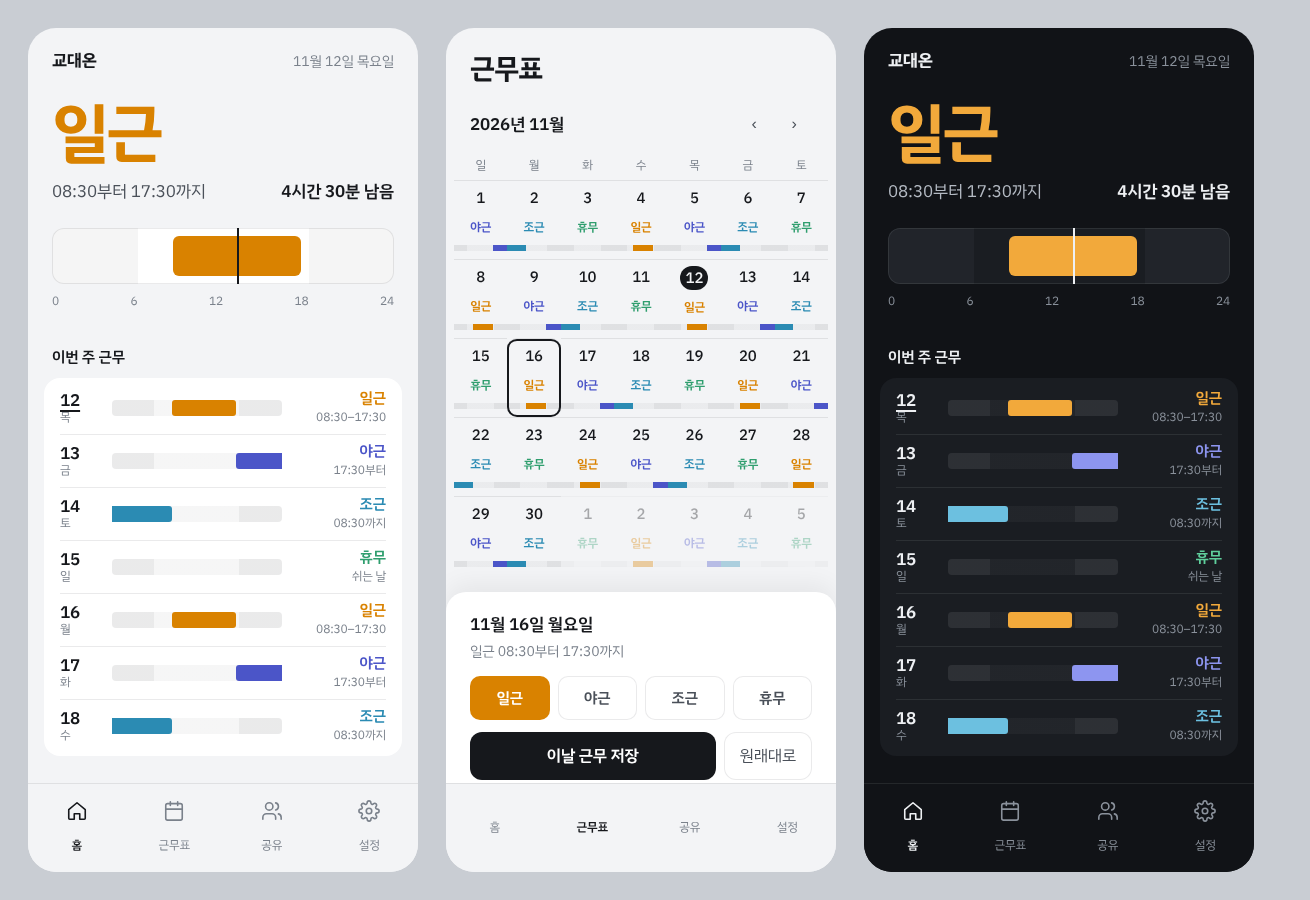 교대온
11월 12일 목요일
일근
08:30부터 17:30까지
4시간 30분 남음
0 6 12 18 24
이번 주 근무
12 목 일근 08:30–17:30
13 금 야근 17:30부터
14 토 조근 08:30까지
15 일 휴무 쉬는 날
16 월 일근 08:30–17:30
17 화 야근 17:30부터
18 수 조근 08:30까지
홈 근무표 공유 설정
근무표
2026년 11월
‹ ›
일 월 화 수 목 금 토
1 2 3 4 5 6 7
야근 조근 휴무 일근 야근 조근 휴무
8 9 10 11 12 13 14
일근 야근 조근 휴무 일근 야근 조근
15 16 17 18 19 20 21
휴무 일근 야근 조근 휴무 일근 야근
22 23 24 25 26 27 28
조근 휴무 일근 야근 조근 휴무 일근
29 30 1 2 3 4 5
야근 조근 휴무 일근 야근 조근 휴무
11월 16일 월요일
일근 08:30부터 17:30까지
일근 야근 조근 휴무
이날 근무 저장 원래대로
홈 근무표 공유 설정
교대온
11월 12일 목요일
일근
08:30부터 17:30까지
4시간 30분 남음
0 6 12 18 24
이번 주 근무
12 목 일근 08:30–17:30
13 금 야근 17:30부터
14 토 조근 08:30까지
15 일 휴무 쉬는 날
16 월 일근 08:30–17:30
17 화 야근 17:30부터
18 수 조근 08:30까지
홈 근무표 공유 설정